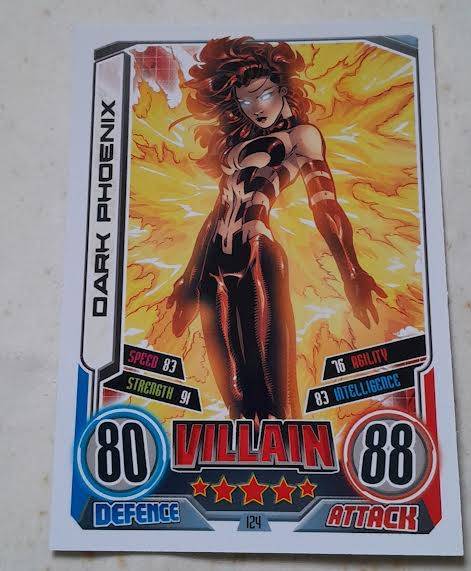 DARK PHOENIX
SPEED 83
76 AGILITY
STRENGTH 91
83 INTELLIGENCE
80
VILLAIN
88
DEFENCE
124
ATTACK